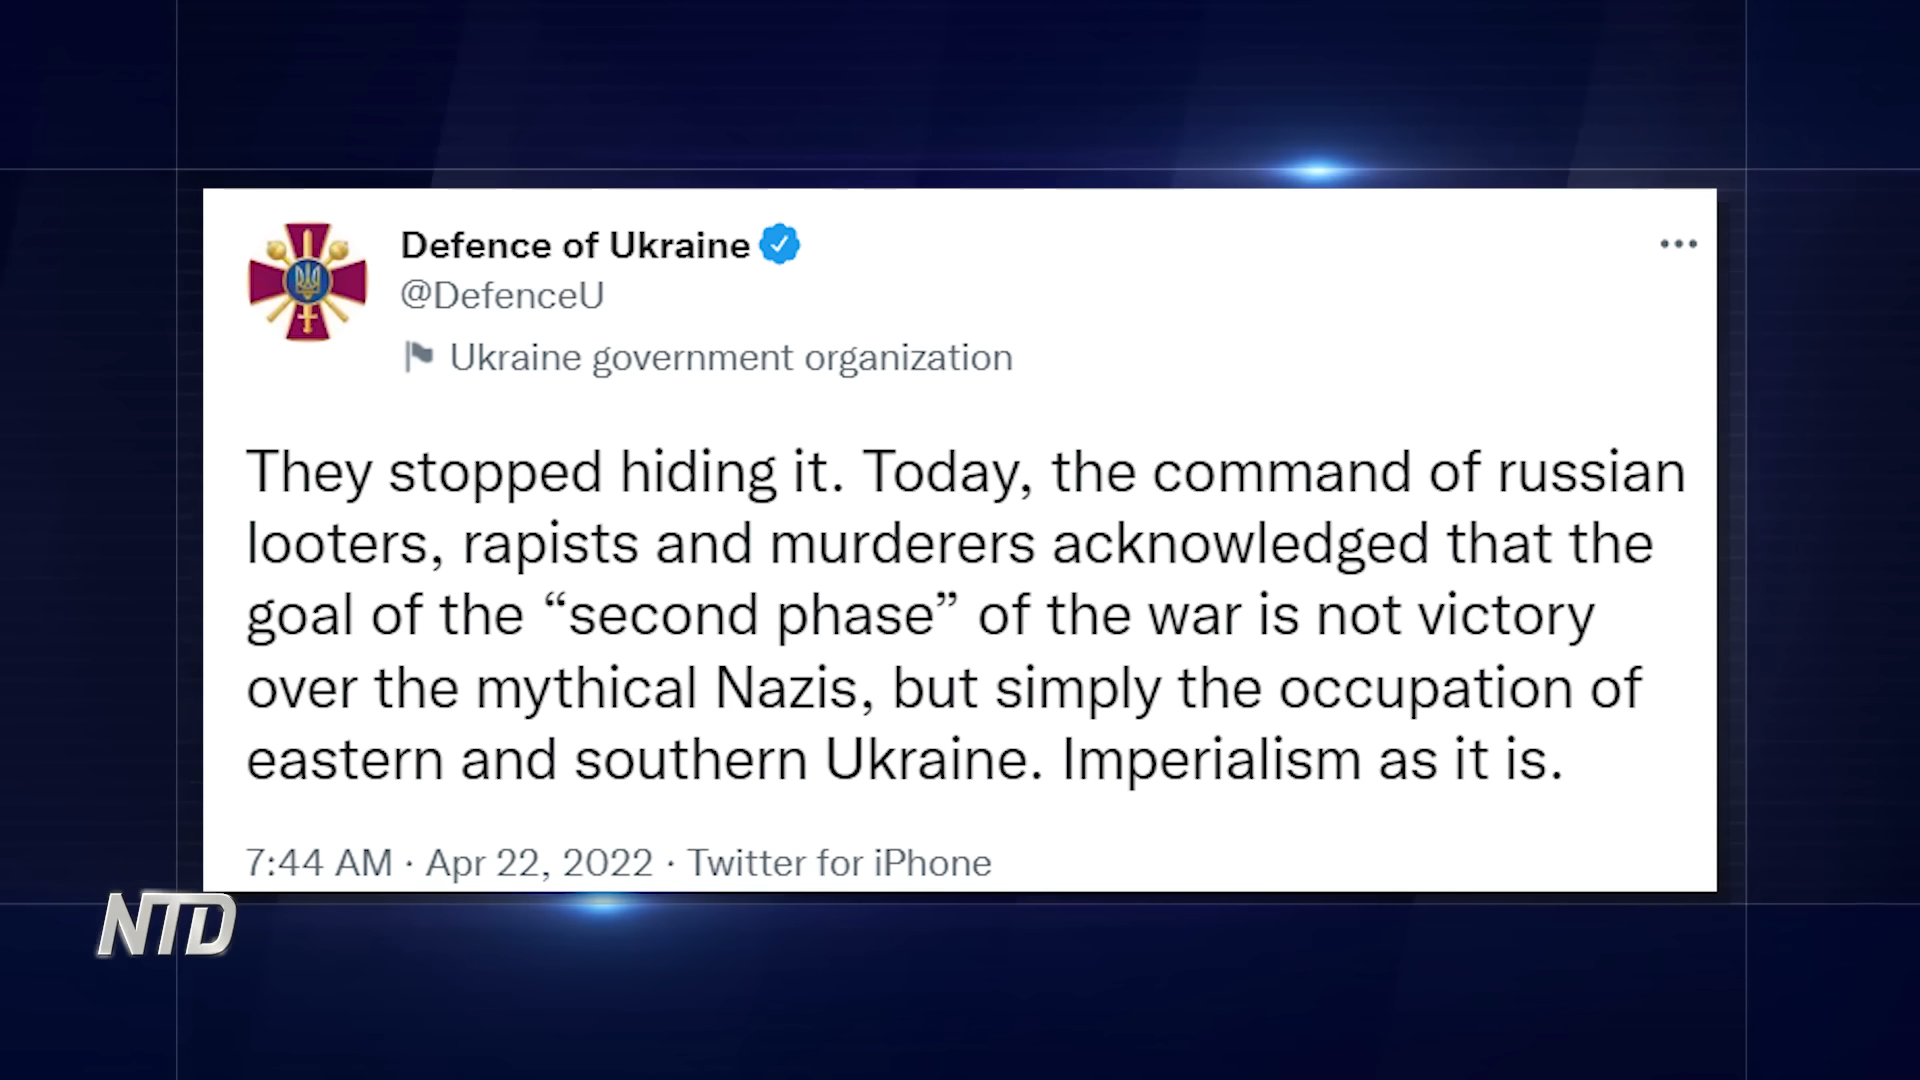 Defence of Ukraine
@DefenceU
Ukraine government organization
They stopped hiding it. Today, the command of russian
looters, rapists and murderers acknowledged that the
goal of the “second phase” of the war is not victory
over the mythical Nazis, but simply the occupation of
eastern and southern Ukraine. Imperialism as it is.
7:44 AM · Apr 22, 2022 · Twitter for iPhone
NTD